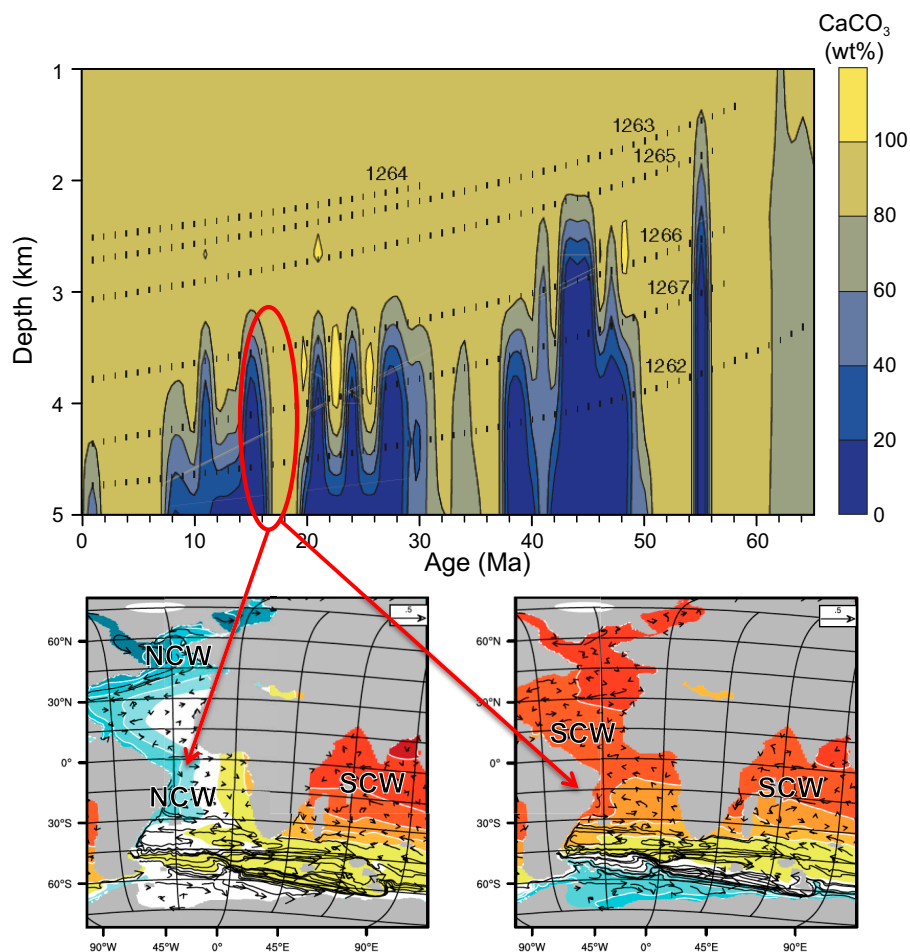 CaCO3
(wt%)
1
2
3
4
5
Depth (km)
1263
1265
1264
1266
1267
1262
100
80
60
40
20
0
0
10
20
30
40
50
60
Age (Ma)
.5
60°N
30°N
0°
30°S
60°S
NCW
NCW
SCW
90°W
45°W
0°
45°E
90°E
.5
60°N
30°N
0°
30°S
60°S
SCW
SCW
90°W
45°W
0°
45°E
90°E